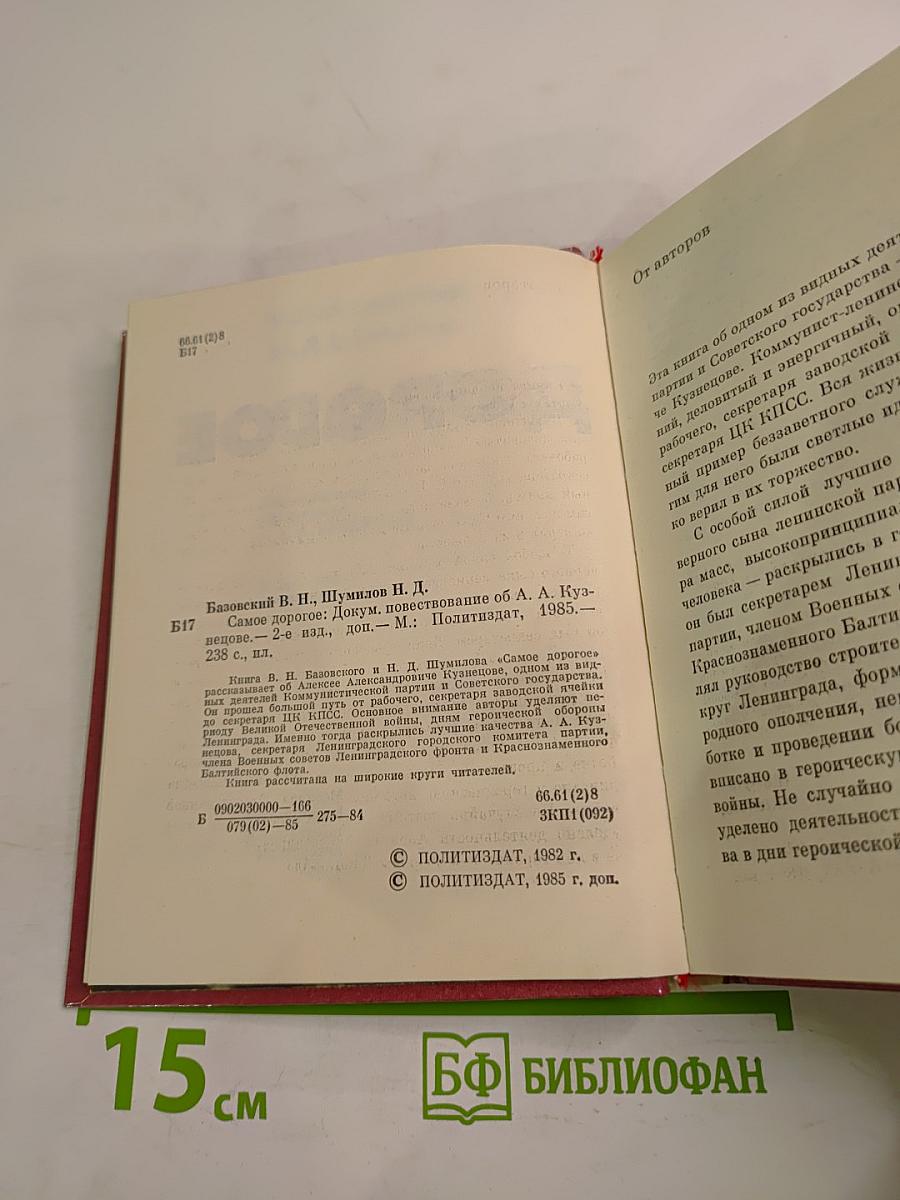 66.61(2)8
Б17
Базовский В. Н., Шумилов Н. Д.
Б17 Самое дорогое: Докум. повествование об А. А. Куз-
нецове.— 2-е изд., доп.— М.: Политиздат, 1985.—
238 с., ил.
Книга В. Н. Базовского и Н. Д. Шумилова «Самое дорогое»
рассказывает об Алексее Александровиче Кузнецове, одном из вид-
ных деятелей Коммунистической партии и Советского государства.
Он прошел большой путь от рабочего, секретаря заводской ячейки
до секретаря ЦК КПСС. Основное внимание авторы уделяют пе-
риоду Великой Отечественной войны, дням героической обороны
Ленинграда. Именно тогда раскрылись лучшие качества А. А. Куз-
нецова, секретаря Ленинградского городского комитета партии,
члена Военных советов Ленинградского фронта и Краснознаменного
Балтийского флота.
Книга рассчитана на широкие круги читателей.
Б 0902030000—166
079(02)—85 275—84
66.61(2)8
3КП1(092)
© ПОЛИТИЗДАТ, 1982 г.
© ПОЛИТИЗДАТ, 1985 г. доп.
От авторов
Эта книга об одном из видных деят
партии и Советского государства —
че Кузнецове. Коммунист-ленине
ний, деловитый и энергичный, о
рабочего, секретаря заводской
секретаря ЦК КПСС. Вся жизн
ный пример беззаветного слу
гим для него были светлые ид
ко верил в их торжество.
С особой силой лучшие
верного сына ленинской пар
ра масс, высокопринципиа
человека — раскрылись в г
он был секретарем Ленин
партии, членом Военных с
Краснознаменного Балти
лял руководство строите
круг Ленинграда, форм
родного ополчения, не
ботке и проведении бо
вписано в героическу
войны. Не случайно
уделено деятельност
ва в дни героической
15 см
БФ БИБЛИОФАН